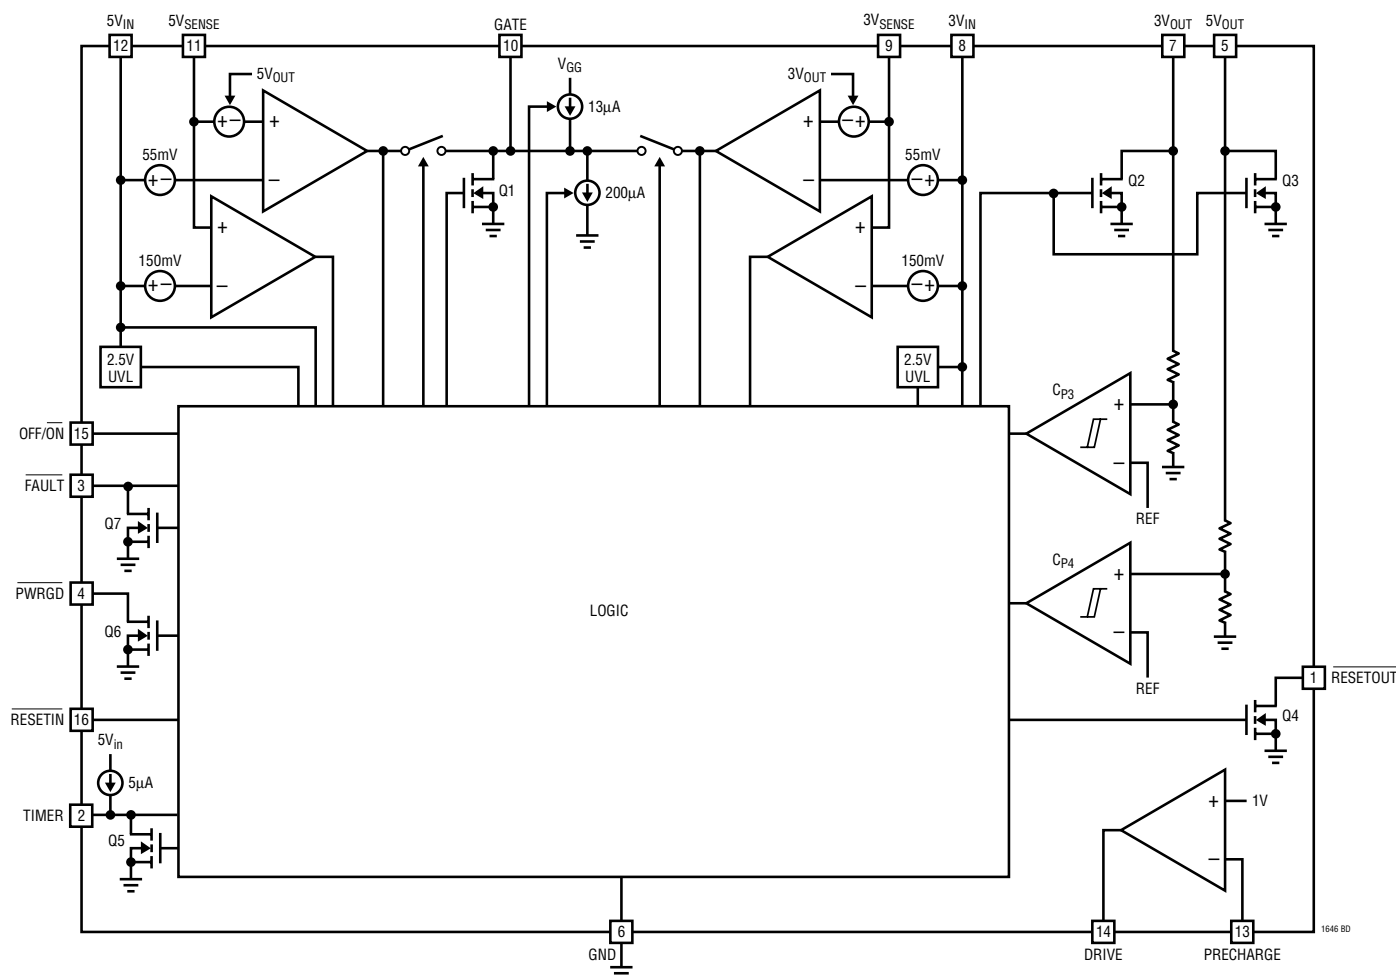 5VIN
5VSENSE
GATE
3VSENSE
3VIN
3VOUT
5VOUT
12
11
10
9
8
7
5
5VOUT
VGG
3VOUT
+ −
+
13µA
+
− +
55mV
55mV
+ −
−
Q1
200µA
−
− +
Q2
Q3
+
+
150mV
150mV
+ −
−
−
− +
2.5V
UVL
2.5V
UVL
CP3
+
−
REF
OFF/ON
15
FAULT
3
Q7
CP4
+
−
REF
PWRGD
4
Q6
LOGIC
1
RESETOUT
RESETIN
16
Q4
5Vin
5µA
TIMER
2
Q5
+
1V
−
6
14
13
GND
DRIVE
PRECHARGE
1646 BD